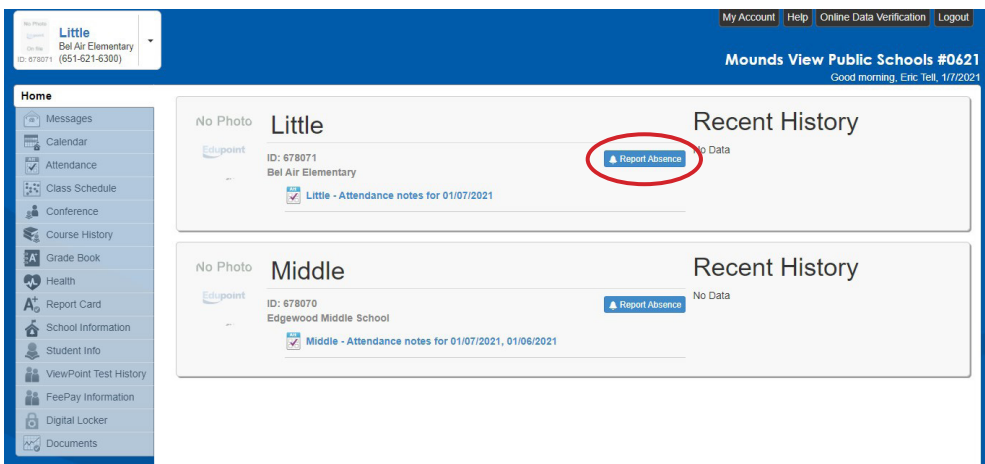 My Account Help Online Data Verification Logout
No Photo
Little
Bel Air Elementary
On file
ID: 678071 (651-621-6300)
Mounds View Public Schools #0621
Good morning, Eric Tell, 1/7/2021
Home
Messages
Calendar
Attendance
Class Schedule
Conference
Course History
Grade Book
Health
Report Card
School Information
Student Info
ViewPoint Test History
FeePay Information
Digital Locker
Documents
No Photo
Edupoint
Little
ID: 678071
Bel Air Elementary
Report Absence
Little - Attendance notes for 01/07/2021
Recent History
No Data
No Photo
Edupoint
Middle
ID: 678070
Edgewood Middle School
Report Absence
Middle - Attendance notes for 01/07/2021, 01/06/2021
Recent History
No Data